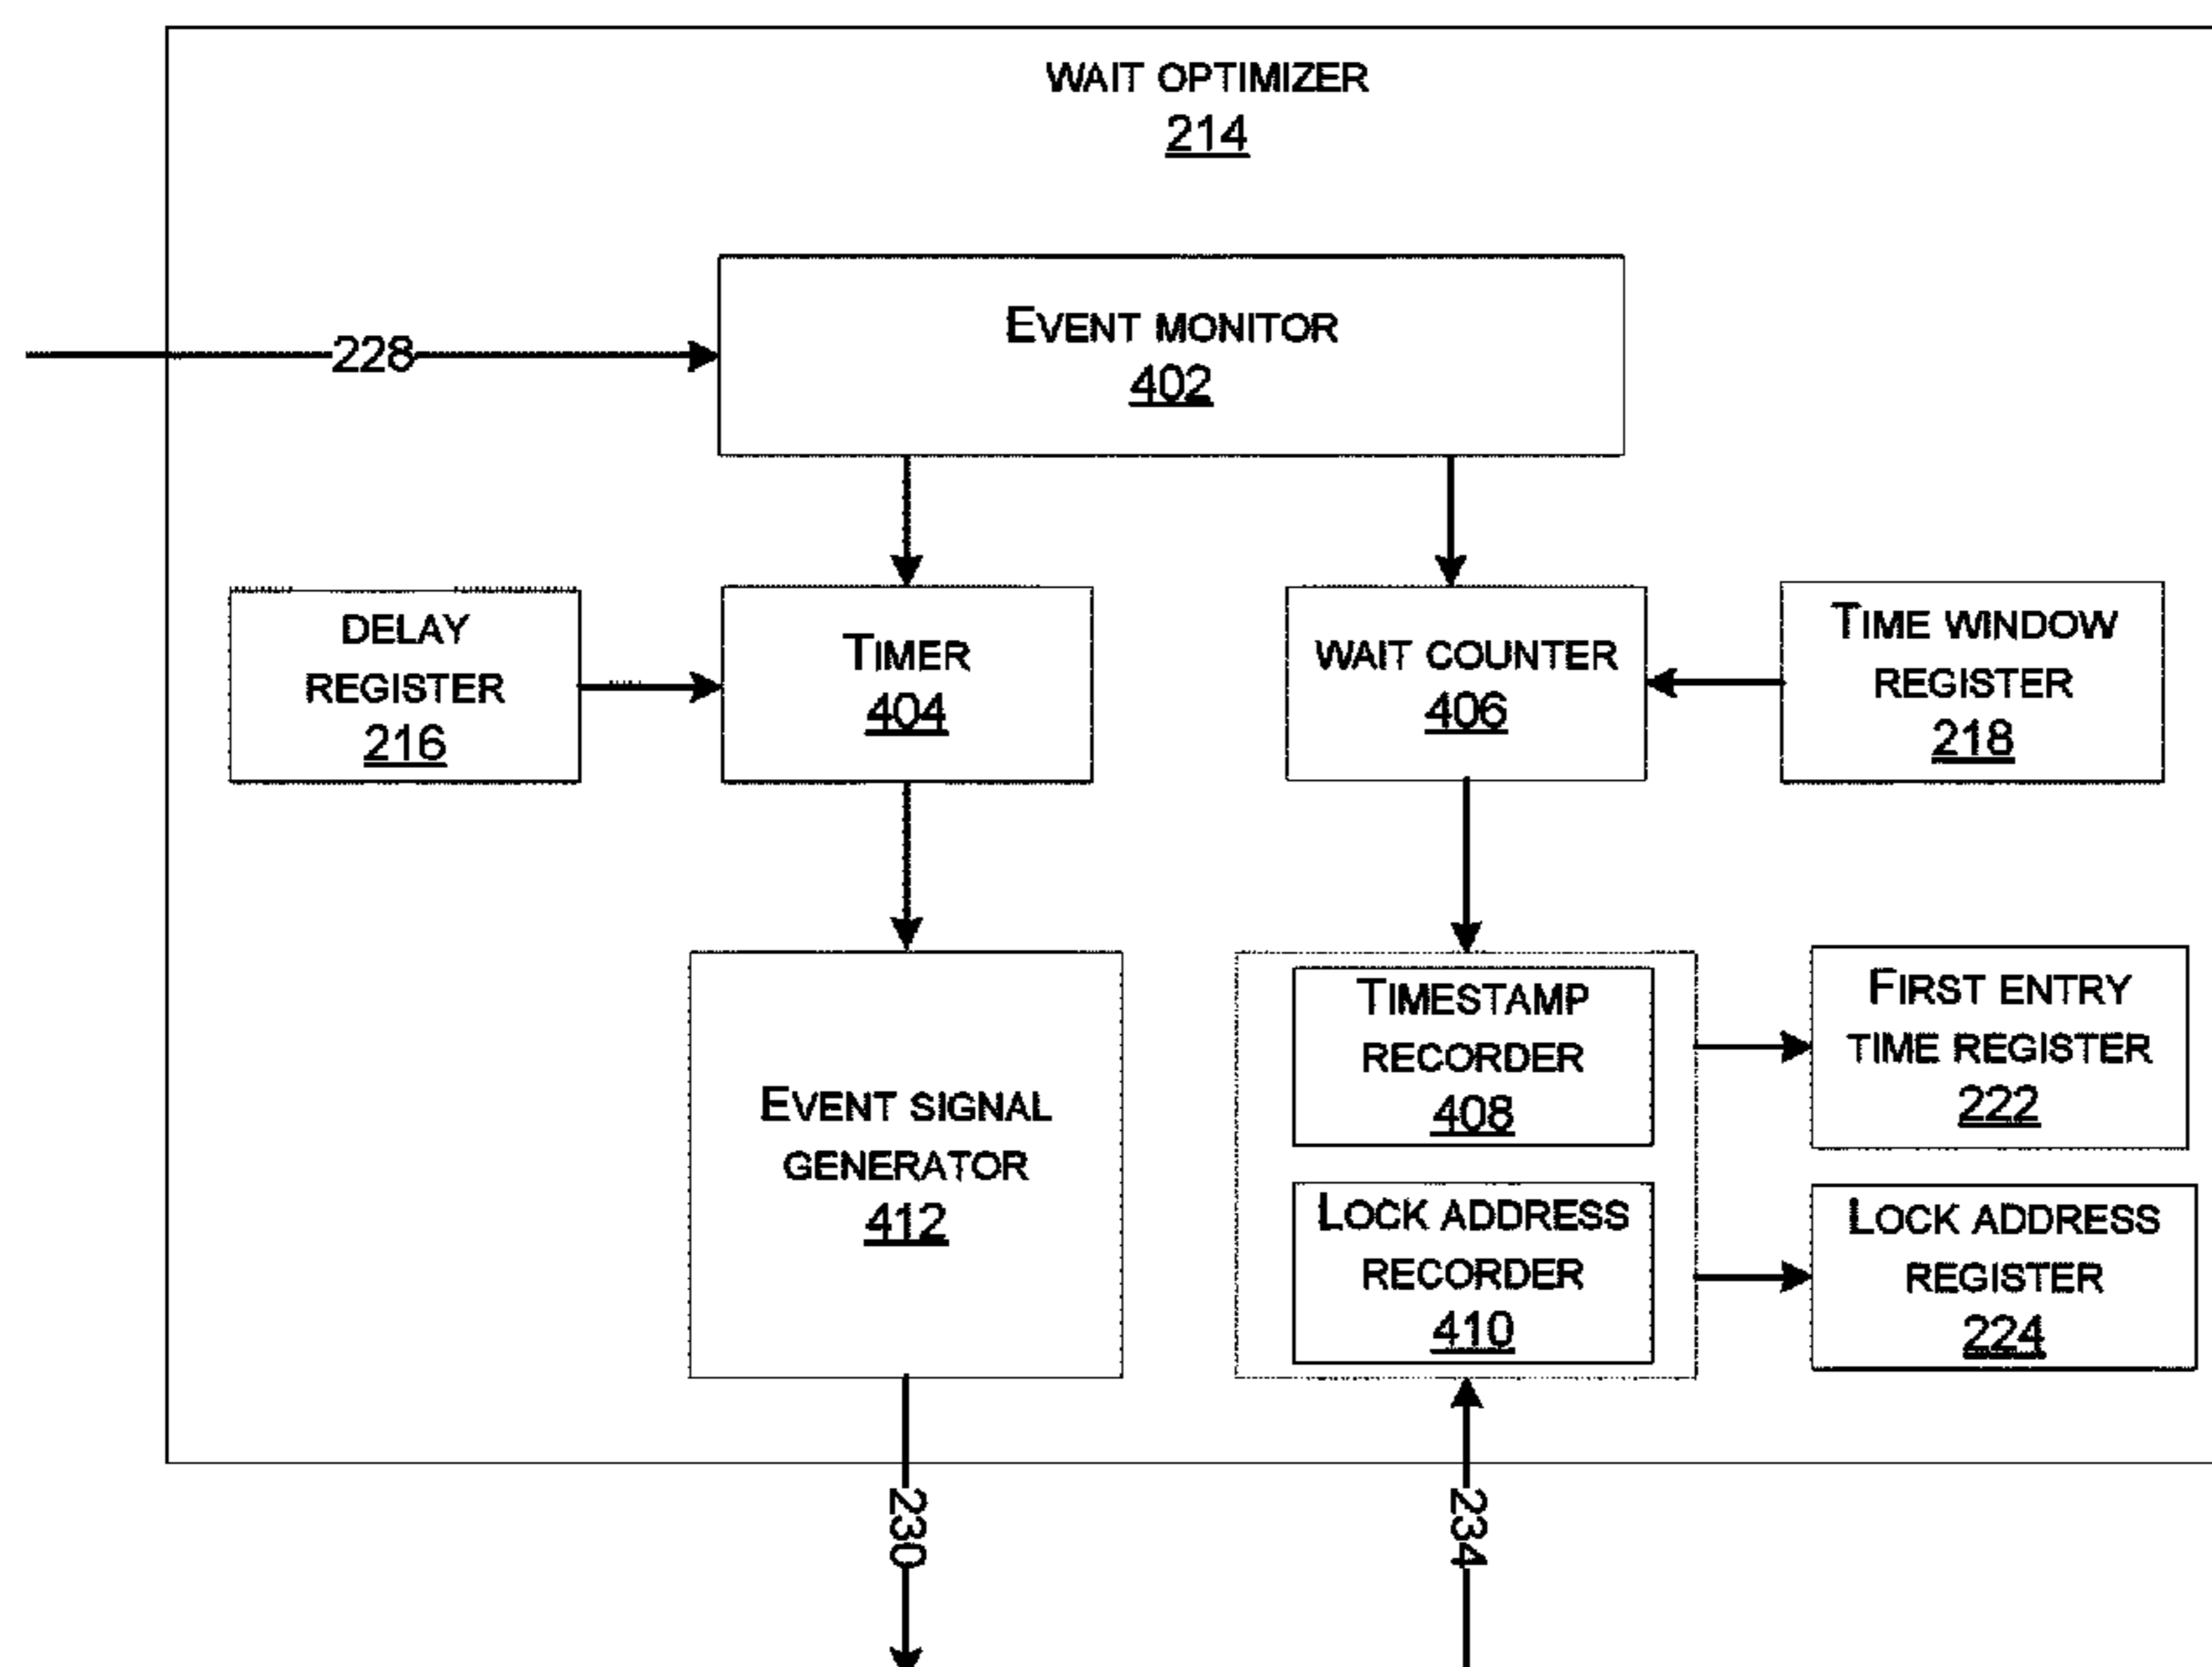 WAIT OPTIMIZER
214
EVENT MONITOR
402
228
DELAY
REGISTER
216
TIMER
404
WAIT COUNTER
406
TIME WINDOW
REGISTER
218
EVENT SIGNAL
GENERATOR
412
TIMESTAMP
RECORDER
408
LOCK ADDRESS
RECORDER
410
FIRST ENTRY
TIME REGISTER
222
LOCK ADDRESS
REGISTER
224
230
234